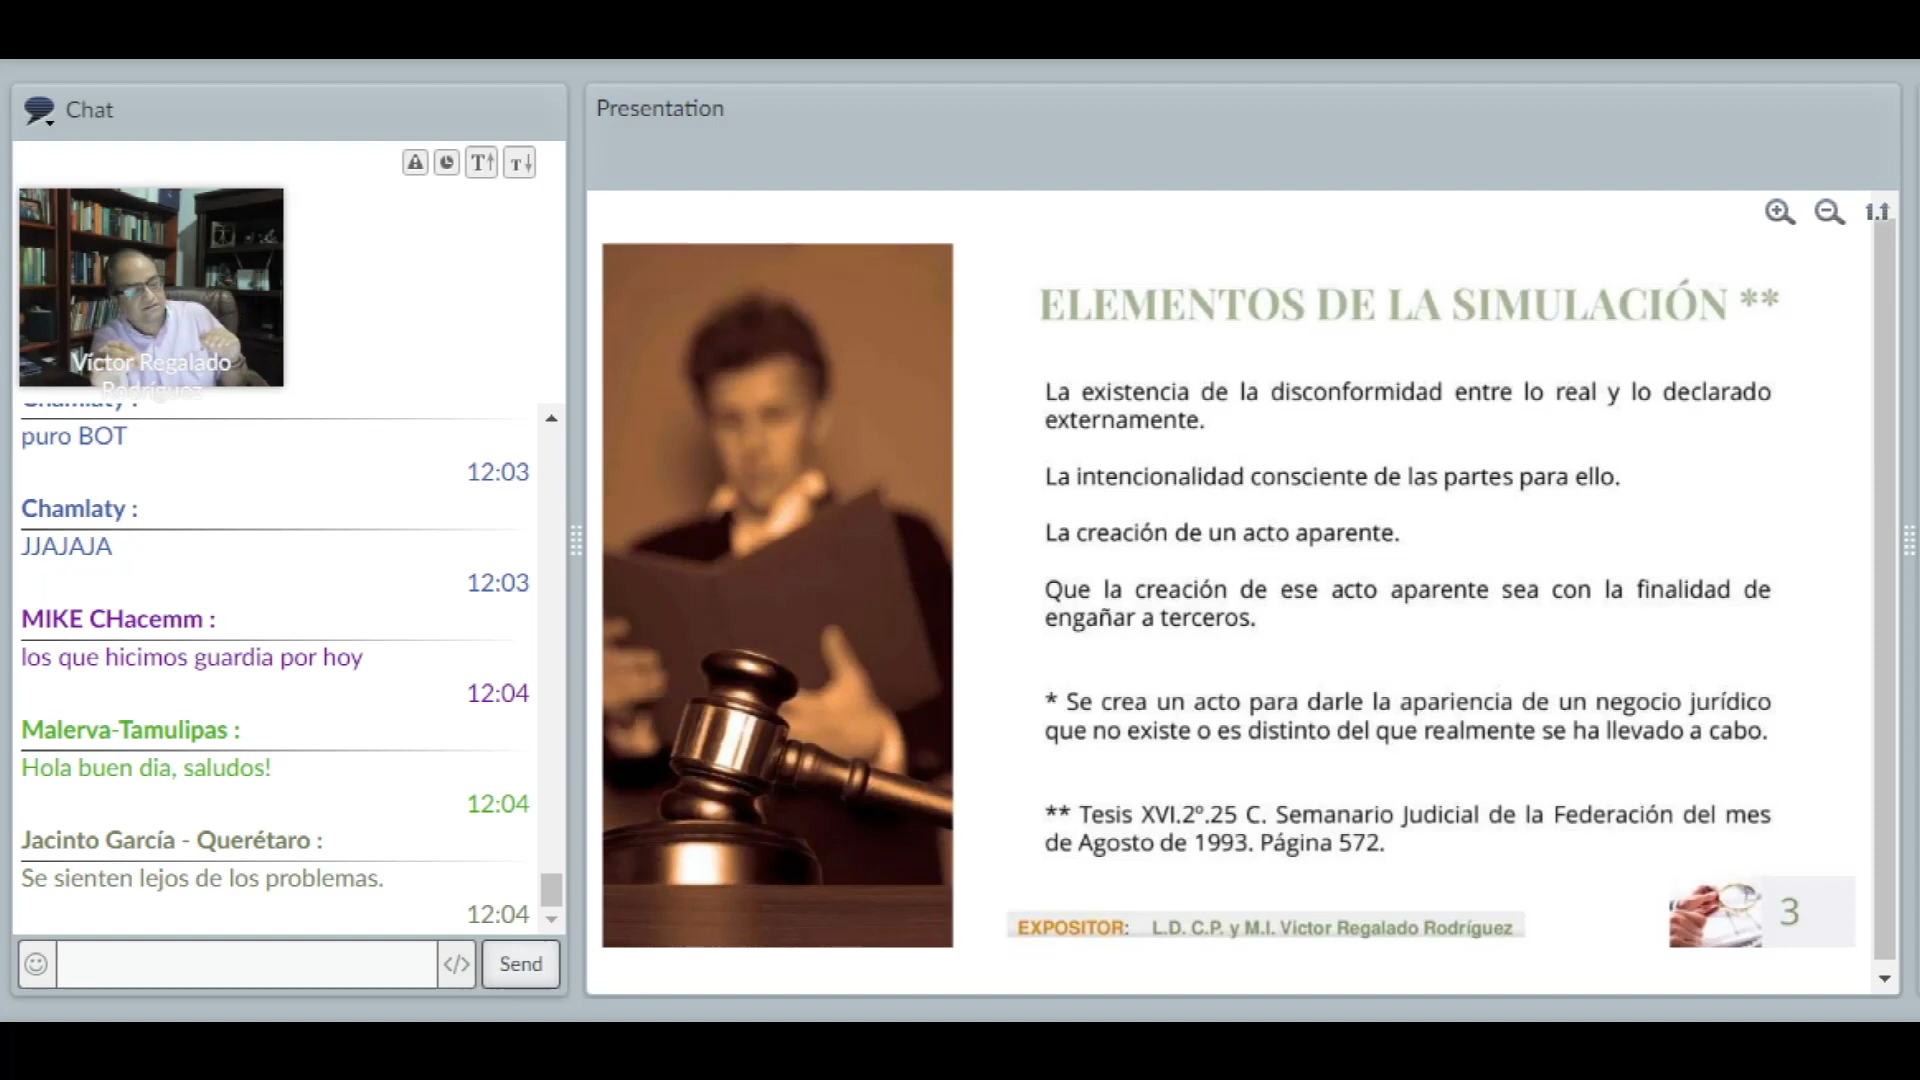 Chat
Presentation
T↑
T↓
1:1
Víctor Regalado
Rodríguez
Chamlaty :
puro BOT
12:03
Chamlaty :
JJAJAJA
12:03
MIKE CHacemm :
los que hicimos guardia por hoy
12:04
Malerva-Tamulipas :
Hola buen dia, saludos!
12:04
Jacinto García - Querétaro :
Se sienten lejos de los problemas.
12:04
</>
Send
ELEMENTOS DE LA SIMULACIÓN **
La existencia de la disconformidad entre lo real y lo declarado
externamente.
La intencionalidad consciente de las partes para ello.
La creación de un acto aparente.
Que la creación de ese acto aparente sea con la finalidad de
engañar a terceros.
* Se crea un acto para darle la apariencia de un negocio jurídico
que no existe o es distinto del que realmente se ha llevado a cabo.
** Tesis XVI.2º.25 C. Semanario Judicial de la Federación del mes
de Agosto de 1993. Página 572.
EXPOSITOR: L.D. C.P. y M.I. Victor Regalado Rodríguez
3